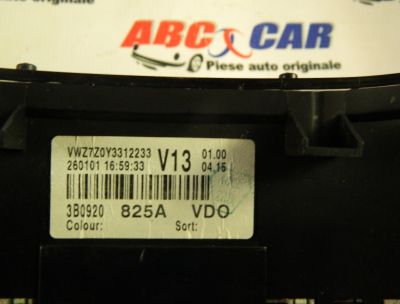 ABC CAR
Piese auto originale
VWZ7Z0Y3312233 V13 01.00
260101 16:59:33 04.15
3B0920 825A VDO
Colour: Sort: